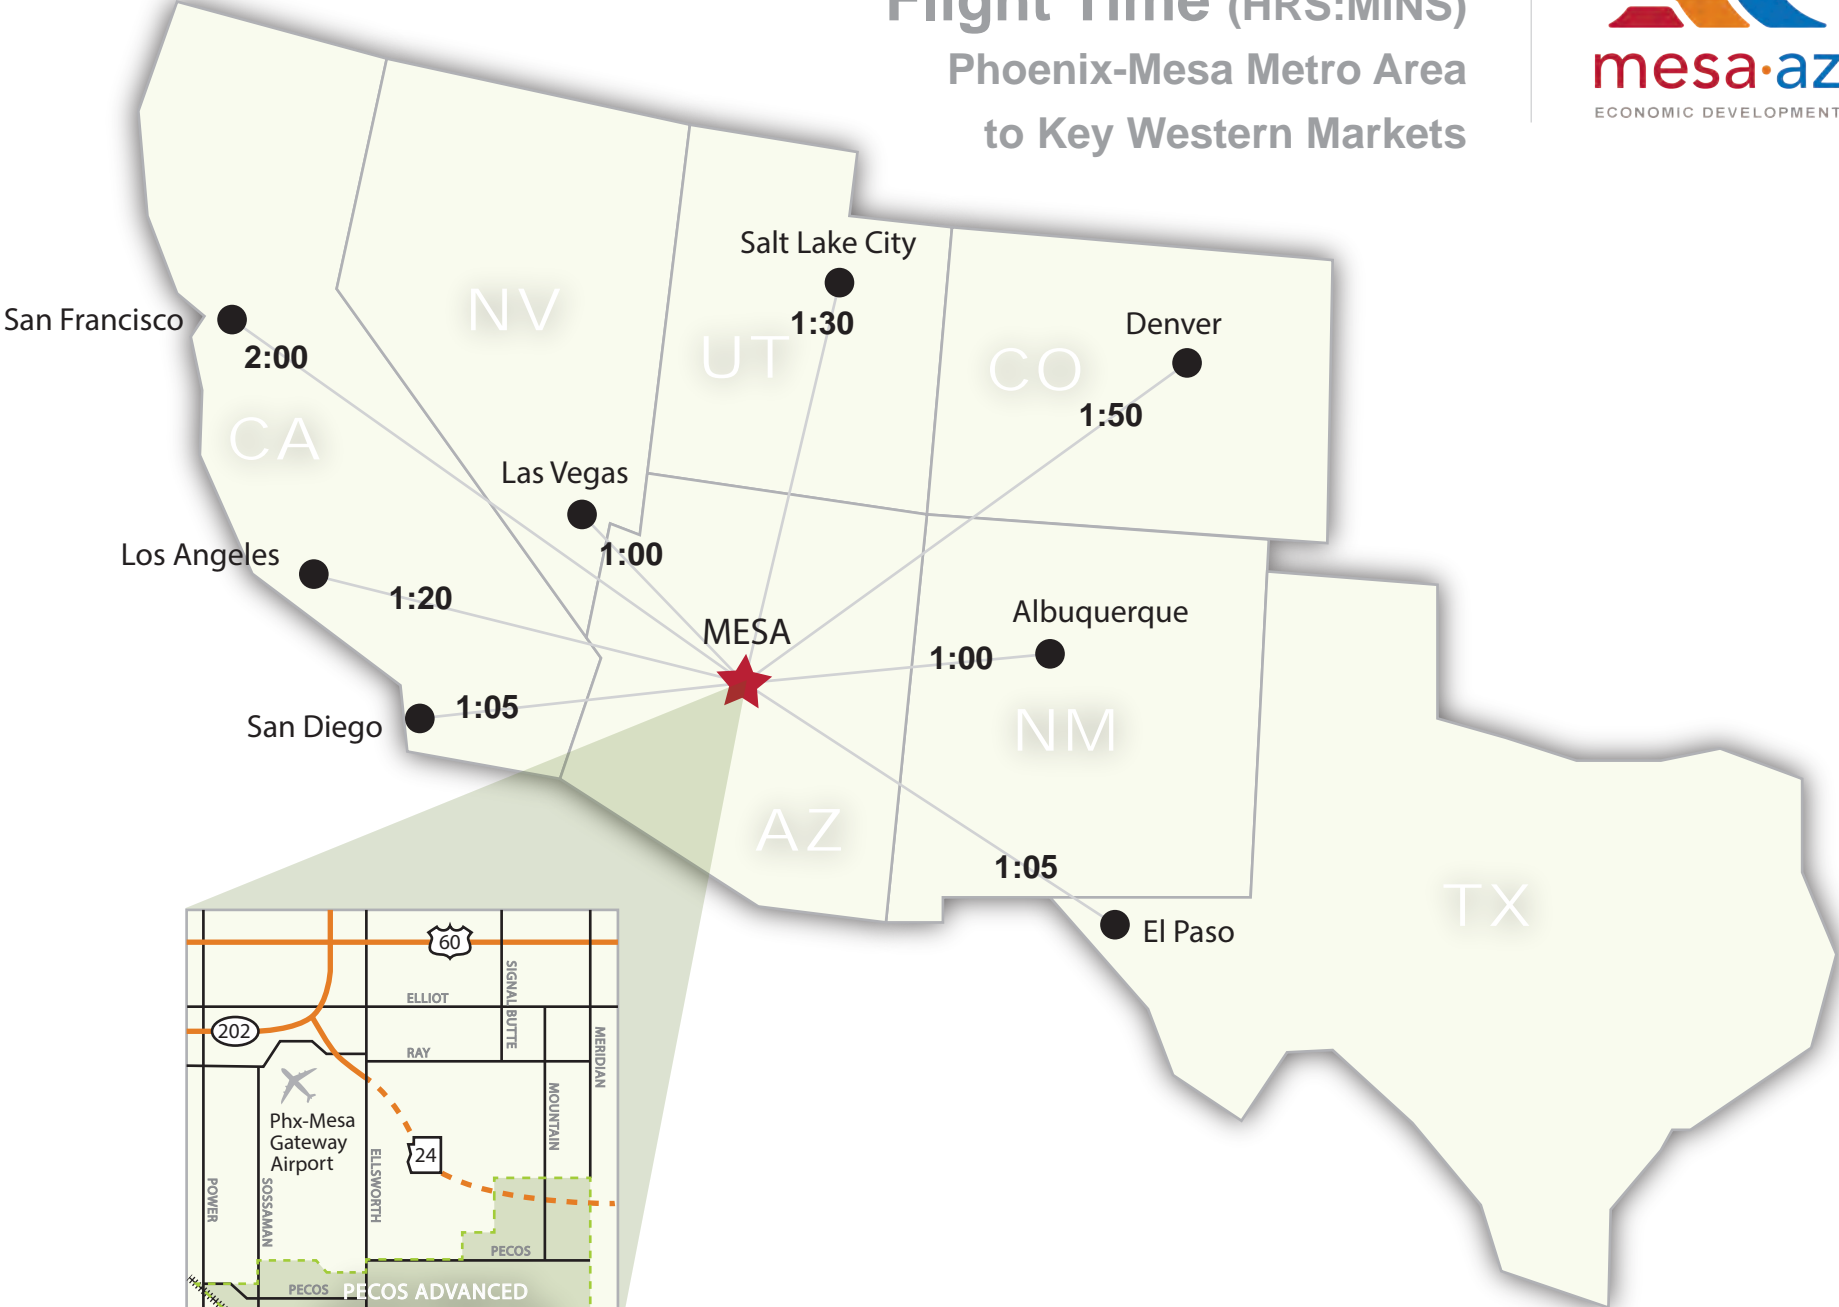 Flight Time (HRS:MINS)
Phoenix-Mesa Metro Area
to Key Western Markets
mesa·az
ECONOMIC DEVELOPMENT
Salt Lake City
1:30
San Francisco
2:00
NV
UT
CO
Denver
1:50
CA
Las Vegas
1:00
Los Angeles
1:20
MESA
Albuquerque
1:00
San Diego
1:05
NM
AZ
1:05
El Paso
TX
60
ELLIOT
SIGNAL BUTTE
202
RAY
MERIDIAN
MOUNTAIN
Phx-Mesa
Gateway
Airport
24
POWER
SOSSAMAN
ELLSWORTH
PECOS
PECOS
PECOS ADVANCED